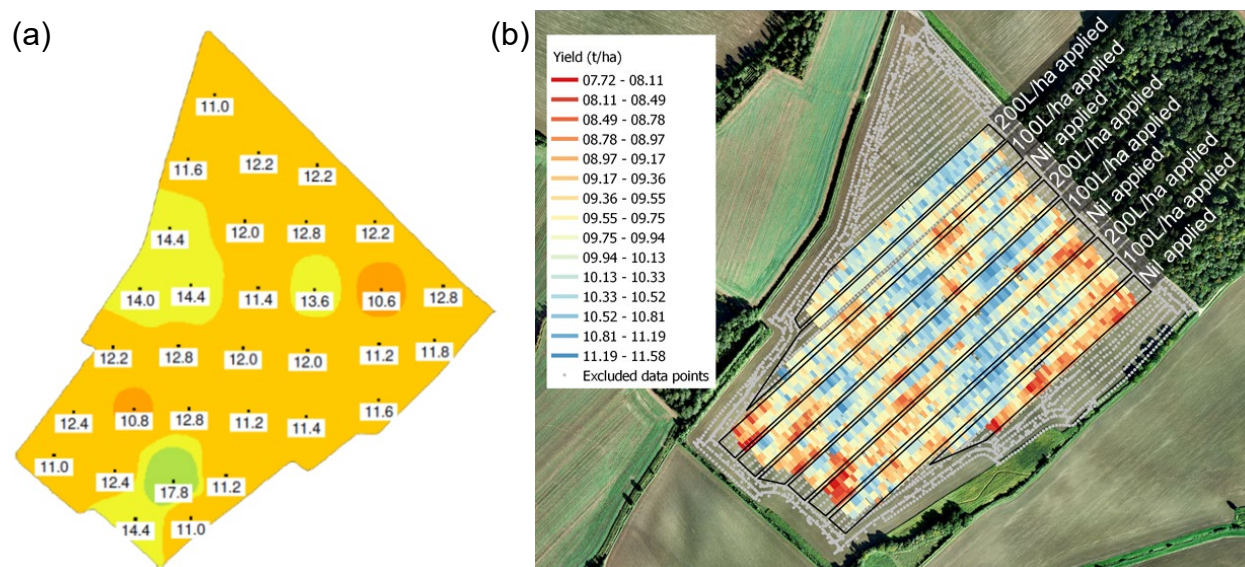 (a)
11.0
11.6
12.2
12.2
14.4
12.0
12.8
12.2
14.0
14.4
11.4
13.6
10.6
12.8
12.2
12.8
12.0
12.0
11.2
11.8
12.4
10.8
12.8
11.2
11.4
11.6
11.0
12.4
17.8
11.2
14.4
11.0
(b)
Yield (t/ha)
07.72 - 08.11
08.11 - 08.49
08.49 - 08.78
08.78 - 08.97
08.97 - 09.17
09.17 - 09.36
09.36 - 09.55
09.55 - 09.75
09.75 - 09.94
09.94 - 10.13
10.13 - 10.33
10.33 - 10.52
10.52 - 10.81
10.81 - 11.19
11.19 - 11.58
Excluded data points
200L/ha applied
100L/ha applied
Nil applied
200L/ha applied
100L/ha applied
Nil applied
200L/ha applied
100L/ha applied
Nil applied